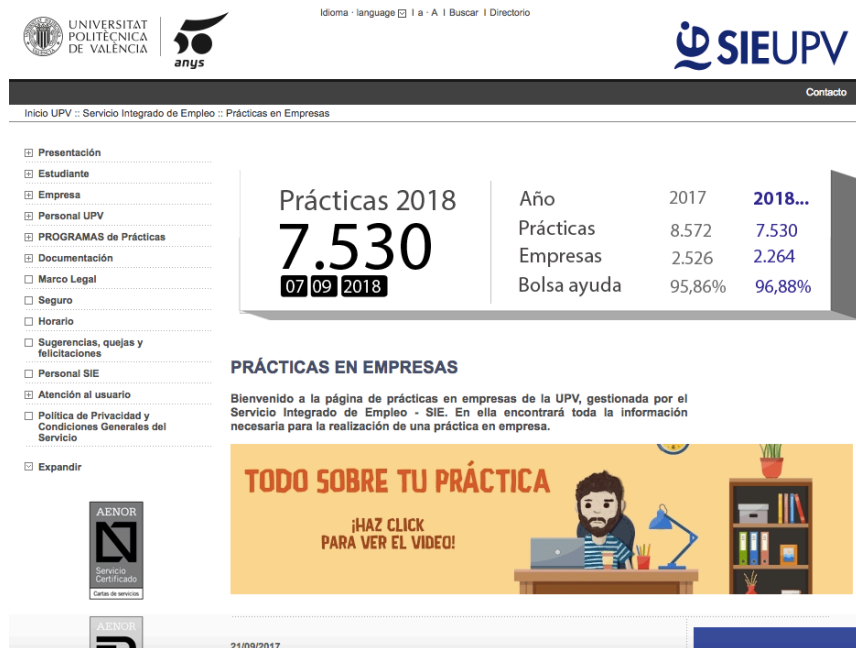 UNIVERSITAT
POLITÈCNICA
DE VALÈNCIA
anys
Idioma · language I a · A I Buscar I Directorio
SIEUPV
Contacto
Inicio UPV :: Servicio Integrado de Empleo :: Prácticas en Empresas
Presentación
Estudiante
Empresa
Personal UPV
PROGRAMAS de Prácticas
Documentación
Marco Legal
Seguro
Horario
Sugerencias, quejas y
felicitaciones
Personal SIE
Atención al usuario
Política de Privacidad y
Condiciones Generales del
Servicio
Expandir
AENOR
Servicio
Certificado
Cartas de servicios
AENOR
Prácticas 2018
7.530
07 09 2018
Año 2017 2018...
Prácticas 8.572 7.530
Empresas 2.526 2.264
Bolsa ayuda 95,86% 96,88%
PRÁCTICAS EN EMPRESAS
Bienvenido a la página de prácticas en empresas de la UPV, gestionada por el
Servicio Integrado de Empleo - SIE. En ella encontrará toda la información
necesaria para la realización de una práctica en empresa.
TODO SOBRE TU PRÁCTICA
¡HAZ CLICK
PARA VER EL VIDEO!
21/09/2017